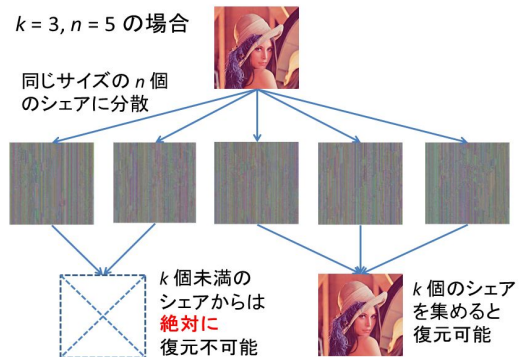 k = 3, n = 5 の場合
同じサイズの n 個
のシェアに分散
k 個未満の
シェアからは
絶対に
復元不可能
k 個のシェア
を集めると
復元可能